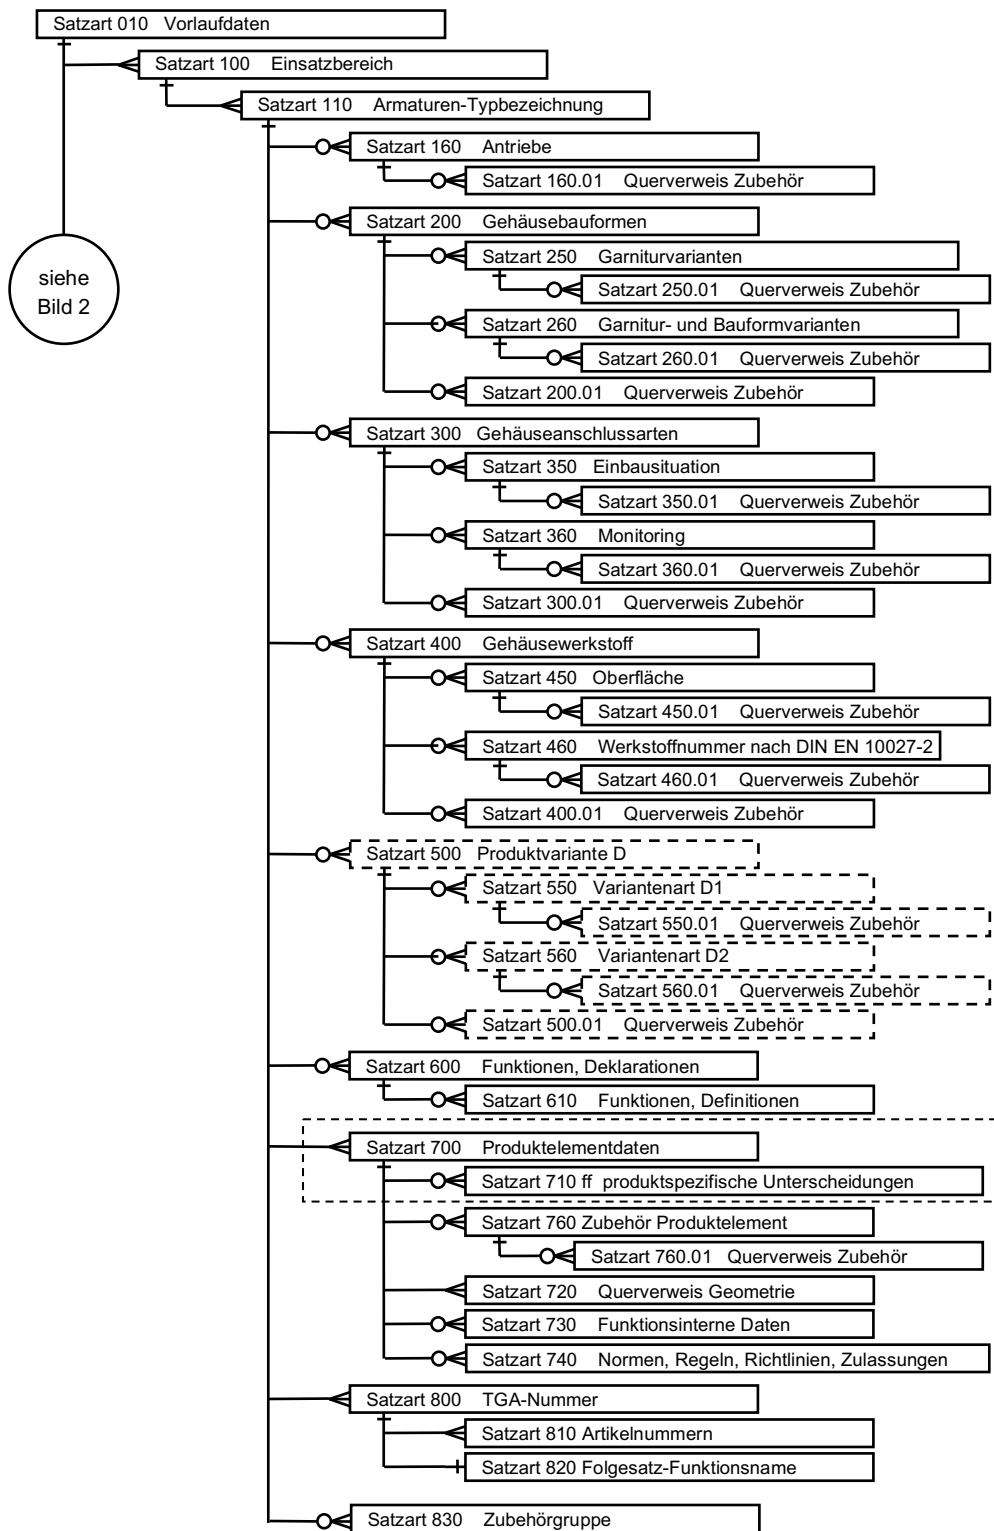 Satzart 010 Vorlaufdaten
Satzart 100 Einsatzbereich
Satzart 110 Armaturen-Typbezeichnung
Satzart 160 Antriebe
Satzart 160.01 Querverweis Zubehör
Satzart 200 Gehäusebauformen
Satzart 250 Garniturvarianten
siehe
Bild 2
Satzart 250.01 Querverweis Zubehör
Satzart 260 Garnitur- und Bauformvarianten
Satzart 260.01 Querverweis Zubehör
Satzart 200.01 Querverweis Zubehör
Satzart 300 Gehäuseanschlussarten
Satzart 350 Einbausituation
Satzart 350.01 Querverweis Zubehör
Satzart 360 Monitoring
Satzart 360.01 Querverweis Zubehör
Satzart 300.01 Querverweis Zubehör
Satzart 400 Gehäusewerkstoff
Satzart 450 Oberfläche
Satzart 450.01 Querverweis Zubehör
Satzart 460 Werkstoffnummer nach DIN EN 10027-2
Satzart 460.01 Querverweis Zubehör
Satzart 400.01 Querverweis Zubehör
Satzart 500 Produktvariante D
Satzart 550 Variantenart D1
Satzart 550.01 Querverweis Zubehör
Satzart 560 Variantenart D2
Satzart 560.01 Querverweis Zubehör
Satzart 500.01 Querverweis Zubehör
Satzart 600 Funktionen, Deklarationen
Satzart 610 Funktionen, Definitionen
Satzart 700 Produktelementdaten
Satzart 710 ff produktspezifische Unterscheidungen
Satzart 760 Zubehör Produktelement
Satzart 760.01 Querverweis Zubehör
Satzart 720 Querverweis Geometrie
Satzart 730 Funktionsinterne Daten
Satzart 740 Normen, Regeln, Richtlinien, Zulassungen
Satzart 800 TGA-Nummer
Satzart 810 Artikelnummern
Satzart 820 Folgesatz-Funktionsname
Satzart 830 Zubehörgruppe